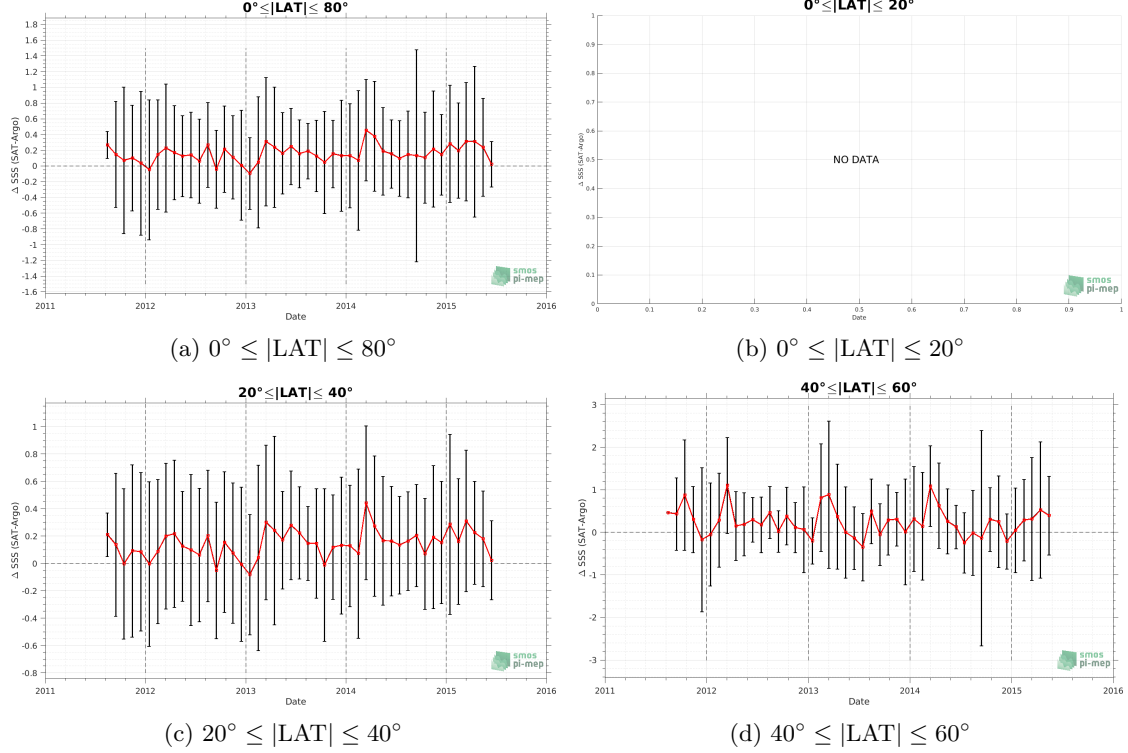 0°≤|LAT|≤ 80°
Δ SSS (SAT-Argo)
1.8
1.6
1.4
1.2
1
0.8
0.6
0.4
0.2
0
-0.2
-0.4
-0.6
-0.8
-1
-1.2
-1.4
-1.6
2011 2012 2013 2014 2015 2016
Date
smos
pi-mep
(a) 0° ≤ |LAT| ≤ 80°
0°≤|LAT|≤ 20°
Δ SSS (SAT-Argo)
1
0.9
0.8
0.7
0.6
0.5
0.4
0.3
0.2
0.1
0
NO DATA
0 0.1 0.2 0.3 0.4 0.5 0.6 0.7 0.8 0.9 1
Date
smos
pi-mep
(b) 0° ≤ |LAT| ≤ 20°
20°≤|LAT|≤ 40°
Δ SSS (SAT-Argo)
1
0.8
0.6
0.4
0.2
0
-0.2
-0.4
-0.6
-0.8
2011 2012 2013 2014 2015 2016
Date
smos
pi-mep
(c) 20° ≤ |LAT| ≤ 40°
40°≤|LAT|≤ 60°
Δ SSS (SAT-Argo)
3
2
1
0
-1
-2
-3
2011 2012 2013 2014 2015 2016
Date
smos
pi-mep
(d) 40° ≤ |LAT| ≤ 60°